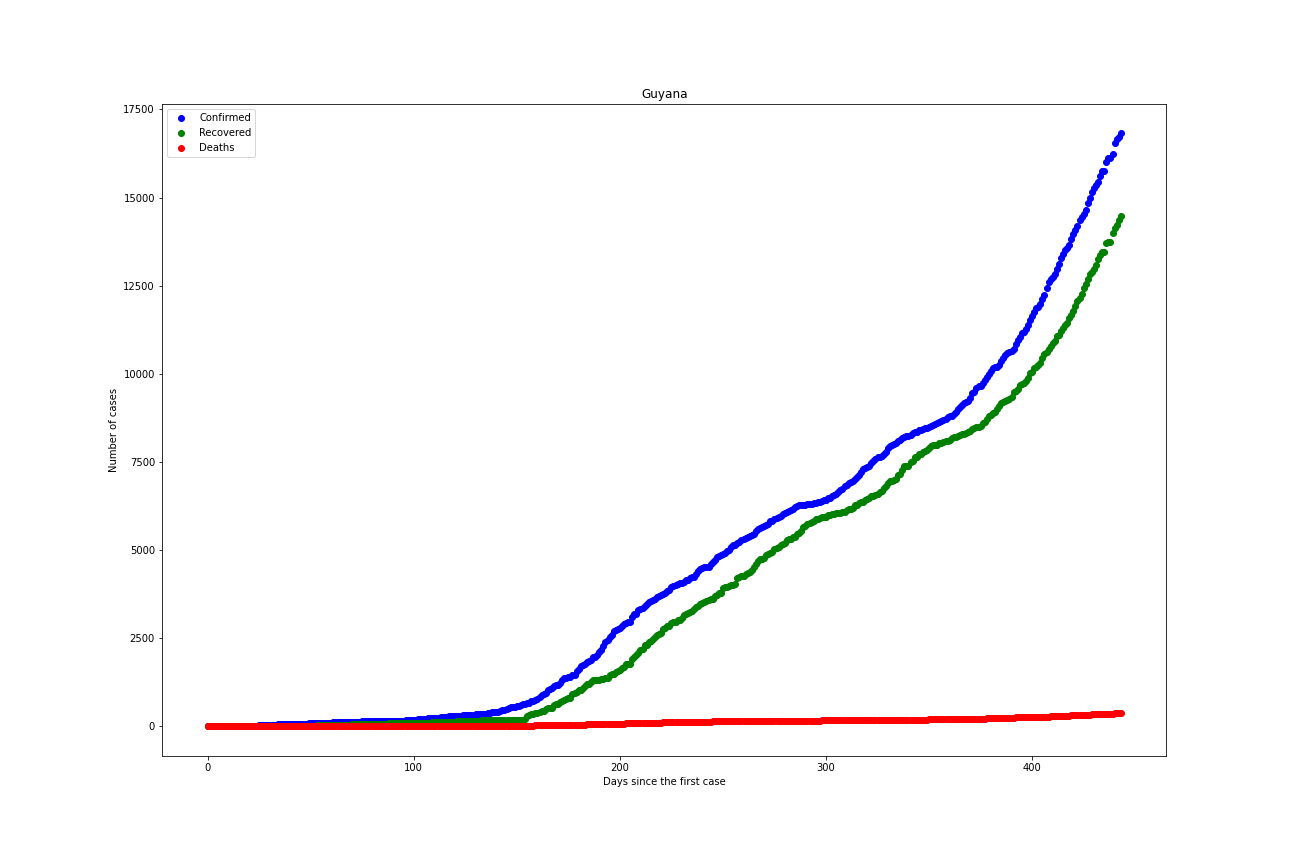 Guyana
17500
15000
12500
10000
7500
5000
2500
0
Number of cases
Confirmed
Recovered
Deaths
0
100
200
300
400
Days since the first case